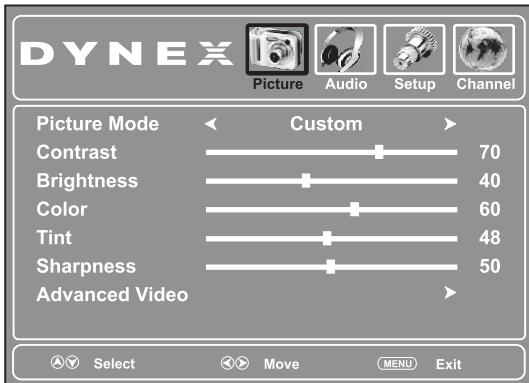 DYNEX
Picture Audio Setup Channel
Picture Mode Custom
Contrast 70
Brightness 40
Color 60
Tint 48
Sharpness 50
Advanced Video
Select Move MENU Exit